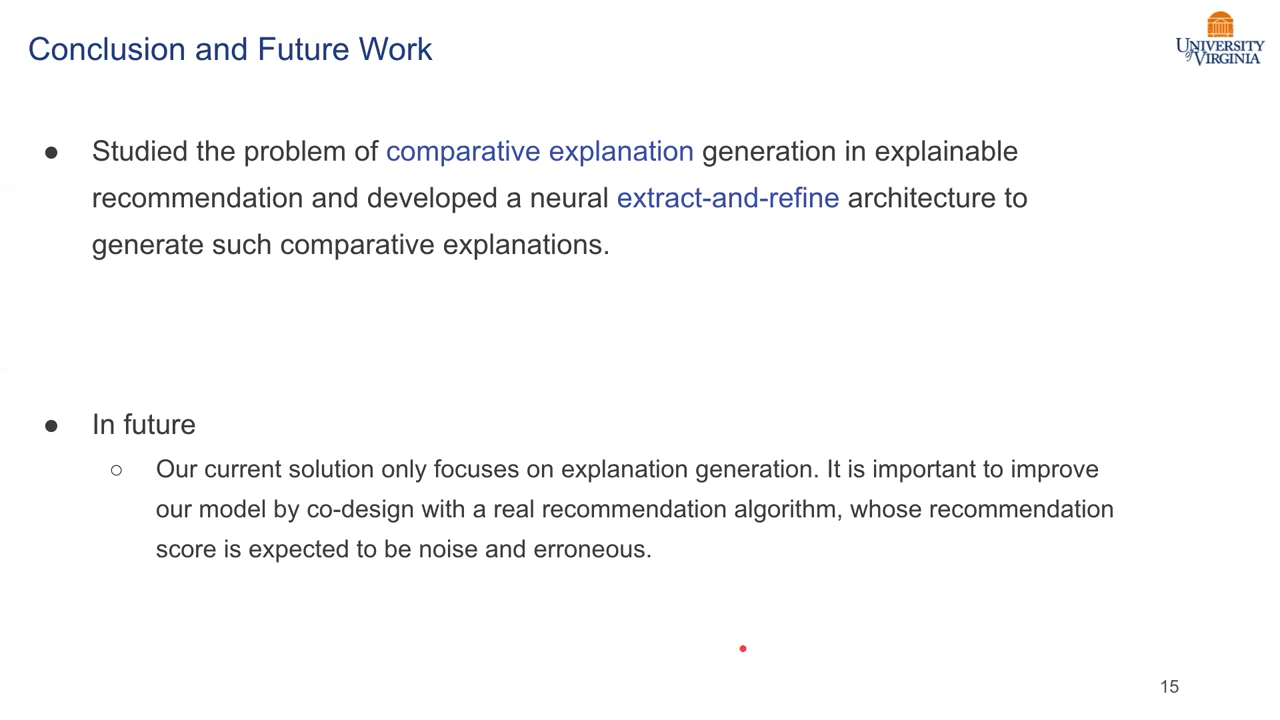 Conclusion and Future Work
UNIVERSITY
of VIRGINIA
● Studied the problem of comparative explanation generation in explainable
recommendation and developed a neural extract-and-refine architecture to
generate such comparative explanations.
● In future
○ Our current solution only focuses on explanation generation. It is important to improve
our model by co-design with a real recommendation algorithm, whose recommendation
score is expected to be noise and erroneous.
15